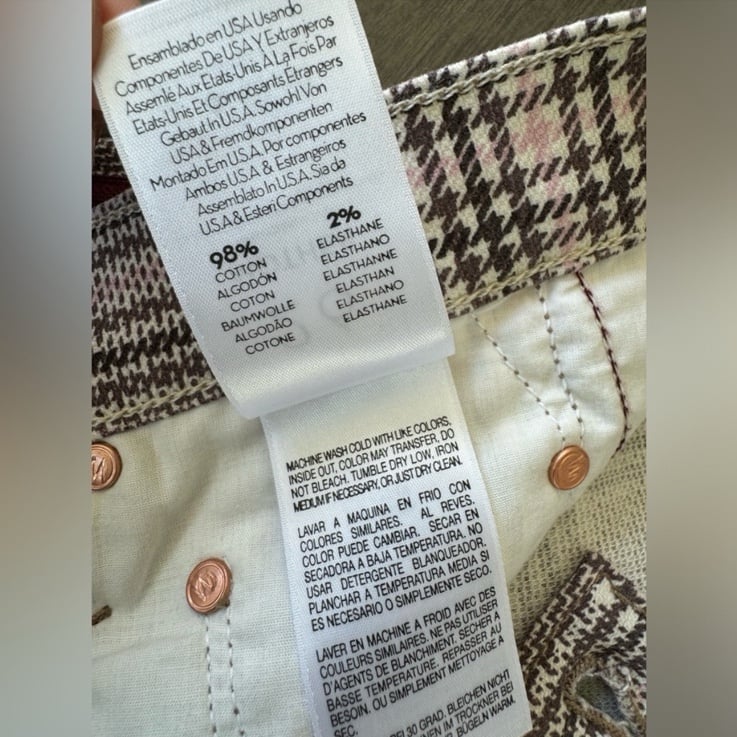 Ensamblado en USA Usando
Componentes De USA Y Extranjeros
Assemlé Aux Etats-Unis A La Fois Par
Etats-Unis Et Composants Etrangers
Gebaut In U.S.A. Sowohl Von
USA & Fremdkomponenten
Montado Em U.S.A. Por componentes
Ambos USA & Estrangeiros
Assemblato In U.S.A. Sia da
U.S.A & Esteri Components
98%
COTTON
ALGODÓN
COTON
BAUMWOLLE
ALGODÃO
COTONE
2%
ELASTHANE
ELASTHANO
ELASTHANNE
ELASTHAN
ELASTHANO
ELASTHANE
MACHINE WASH COLD WITH LIKE COLORS,
INSIDE OUT, COLOR MAY TRANSFER. DO
NOT BLEACH. TUMBLE DRY LOW, IRON
MEDIUM IF NECESSARY, OR JUST DRY CLEAN.
LAVAR A MAQUINA EN FRIO CON
COLORES SIMILARES. AL REVES,
COLOR PUEDE CAMBIAR. SECAR EN
SECADORA A BAJA TEMPERATURA. NO
USAR DETERGENTE BLANQUEADOR.
PLANCHAR A TEMPERATURA MEDIA SI
ES NECESARIO O SIMPLEMENTE SECO.
LAVER EN MACHINE A FROID AVEC DES
COULEURS SIMILAIRES. NE PAS UTILISER
D'AGENTS DE BLANCHIMENT. SECHER A
BASSE TEMPERATURE. REPASSER AU
BESOIN. OU SIMPLEMENT METTOYAGE A
SEC.
BEI 30 GRAD. BLEICHEN NICHT
IM TROCKNER BEI
BÜGELN WARM.